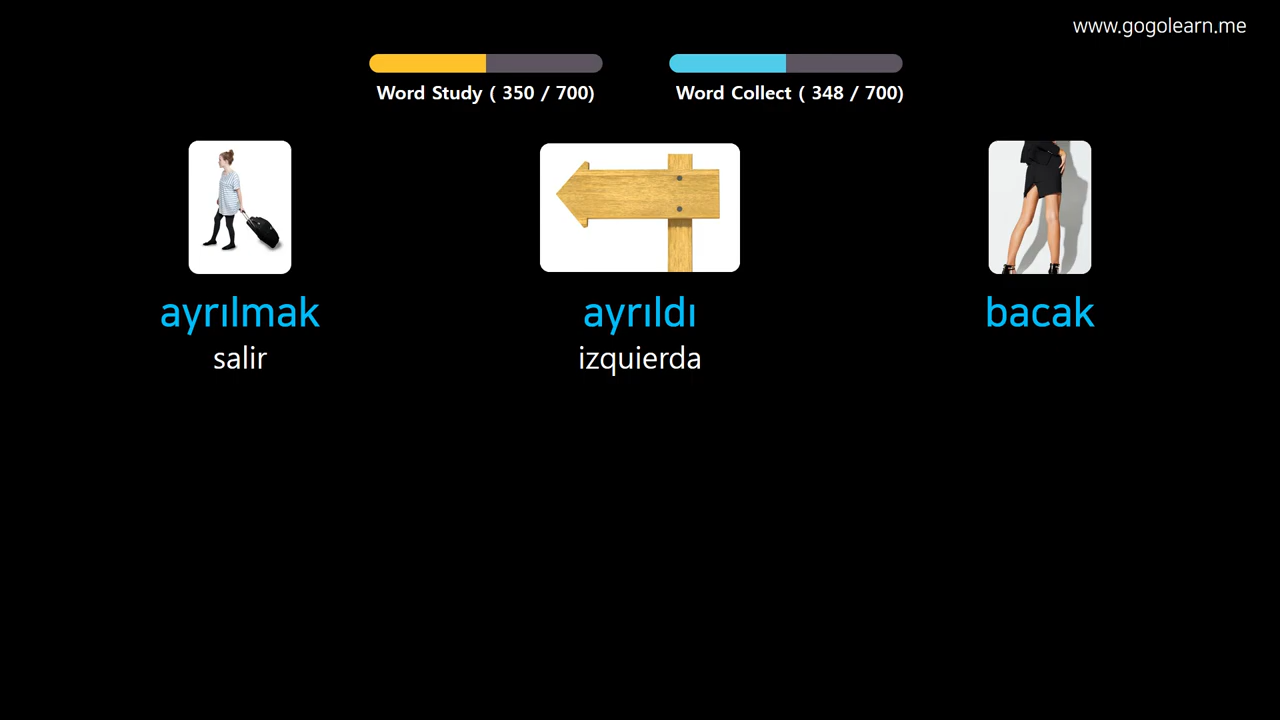 www.gogolearn.me
Word Study ( 350 / 700)
Word Collect ( 348 / 700)
ayrılmak
salir
ayrıldı
izquierda
bacak